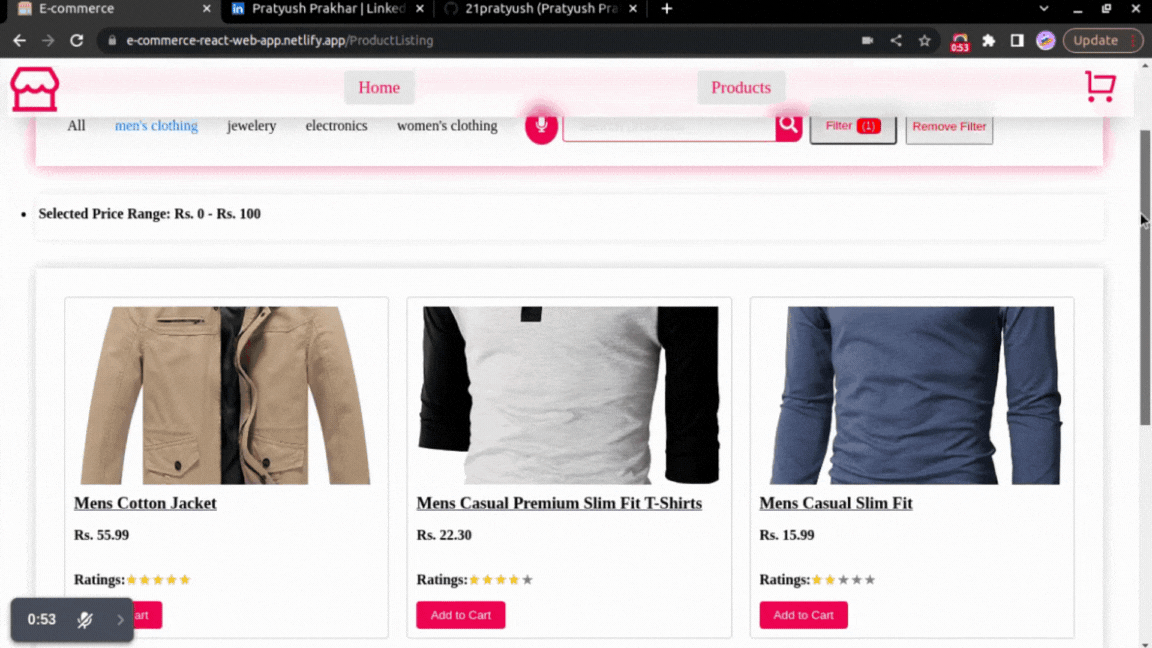 E-commerce
Pratyush Prakhar | Linked
21pratyush (Pratyush Pra
e-commerce-react-web-app.netlify.app/ProductListing
0:53
Update
Home
Products
All
men's clothing
jewelery
electronics
women's clothing
Filter (1)
Remove Filter
Selected Price Range: Rs. 0 - Rs. 100
Mens Cotton Jacket
Mens Casual Premium Slim Fit T-Shirts
Mens Casual Slim Fit
Rs. 55.99
Rs. 22.30
Rs. 15.99
Ratings:
Ratings:
Ratings:
0:53
art
Add to Cart
Add to Cart